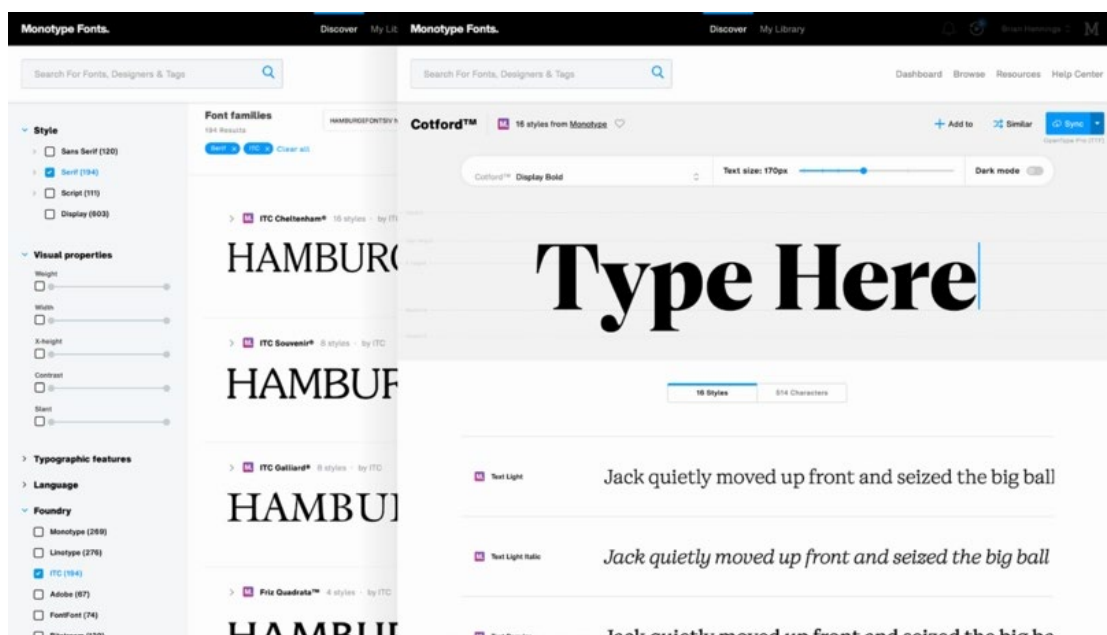 Monotype Fonts.
Discover My Lib
Search For Fonts, Designers & Tags
Style
Sans Serif (120)
Serif (194)
Script (111)
Display (603)
Visual properties
Weight
Width
X-height
Contrast
Slant
Typographic features
Language
Foundry
Monotype (269)
Linotype (276)
ITC (194)
Adobe (67)
FontFont (74)
Font families
194 Results
HAMBURGEFONTSIV
Serif x ITC x Clear all
ITC Cheltenham® 16 styles · by IT
HAMBURG
ITC Souvenir® 8 styles · by ITC
HAMBUR
ITC Galliard® 8 styles · by ITC
HAMBU
Friz Quadrata™ 4 styles · by ITC
HAMBU
Monotype Fonts.
Discover My Library
Brian Hennings M
Search For Fonts, Designers & Tags
Dashboard Browse Resources Help Center
Cotford™ M. 16 styles from Monotype
Add to Similar Sync
Cotford™ Display Bold
Text size: 170px
Dark mode
Type Here
16 Styles 514 Characters
Text Light Jack quietly moved up front and seized the big ball
Text Light Italic Jack quietly moved up front and seized the big ball
Jack quietly moved up front and seized the big ba